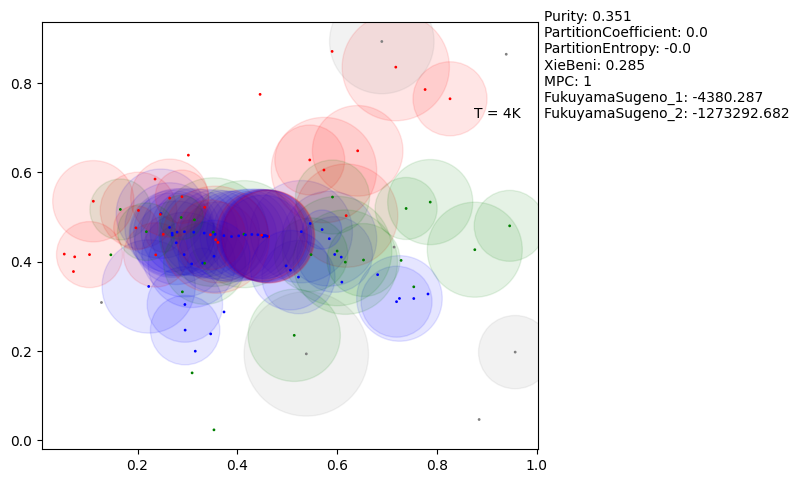 Purity: 0.351
PartitionCoefficient: 0.0
PartitionEntropy: -0.0
XieBeni: 0.285
MPC: 1
FukuyamaSugeno_1: -4380.287
FukuyamaSugeno_2: -1273292.682
T = 4K
0.8
0.6
0.4
0.2
0.0
0.2 0.4 0.6 0.8 1.0